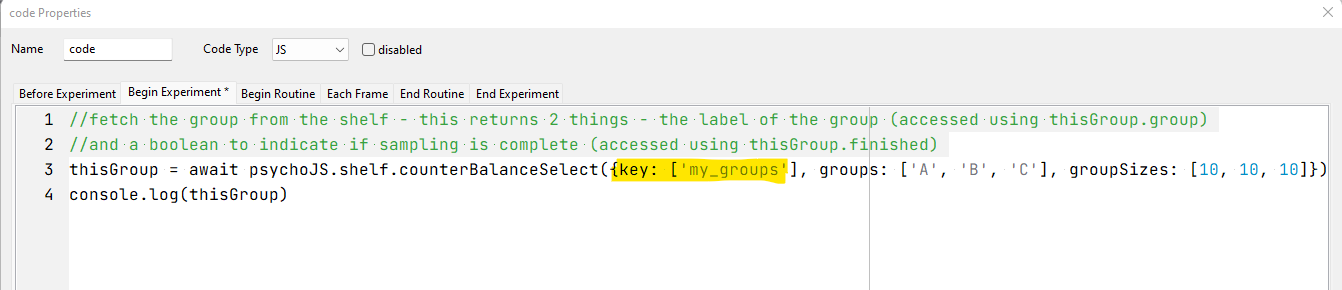 code Properties
Name code Code Type JS disabled
Before Experiment Begin Experiment * Begin Routine Each Frame End Routine End Experiment
1 //fetch the group from the shelf - this returns 2 things - the label of the group (accessed using thisGroup.group)
2 //and a boolean to indicate if sampling is complete (accessed using thisGroup.finished)
3 thisGroup = await psychoJS.shelf.counterBalanceSelect({key: ['my_groups'], groups: ['A', 'B', 'C'], groupSizes: [10, 10, 10]})
4 console.log(thisGroup)